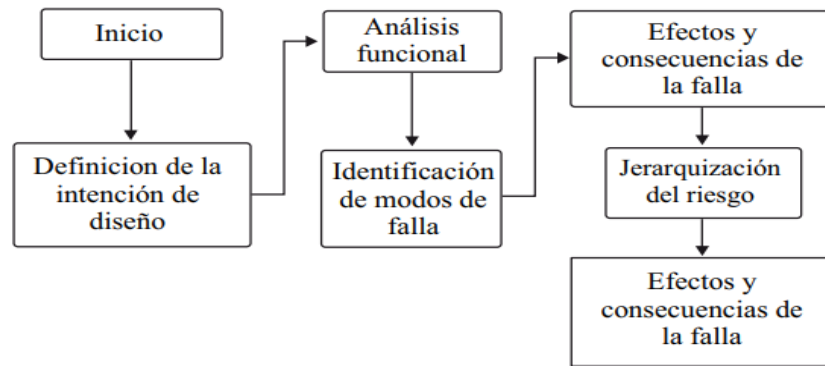 Inicio
Definicion de la
intención de
diseño
Análisis
funcional
Identificación
de modos de
falla
Efectos y
consecuencias de
la falla
Jerarquización
del riesgo
Efectos y
consecuencias de
la falla